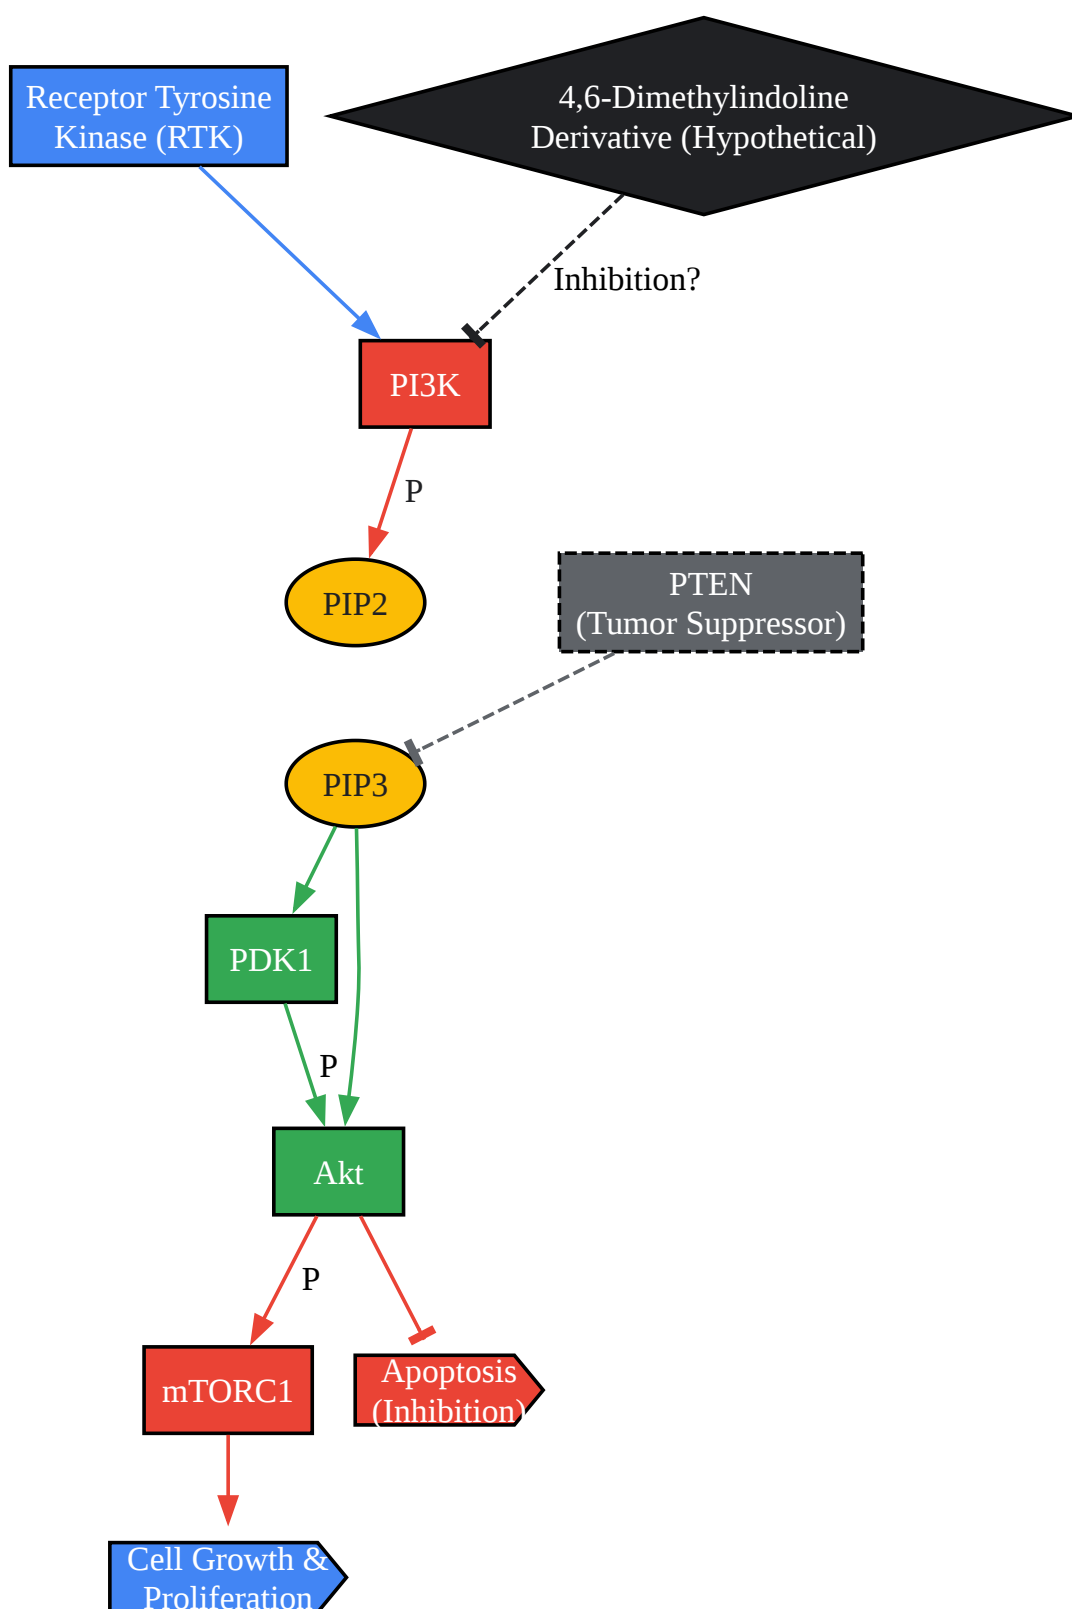 Receptor Tyrosine
Kinase (RTK)
4,6-Dimethylindoline
Derivative (Hypothetical)
Inhibition?
PI3K
P
PIP2
PTEN
(Tumor Suppressor)
PIP3
PDK1
P
Akt
P
mTORC1
Apoptosis
(Inhibition)
Cell Growth &
Proliferation